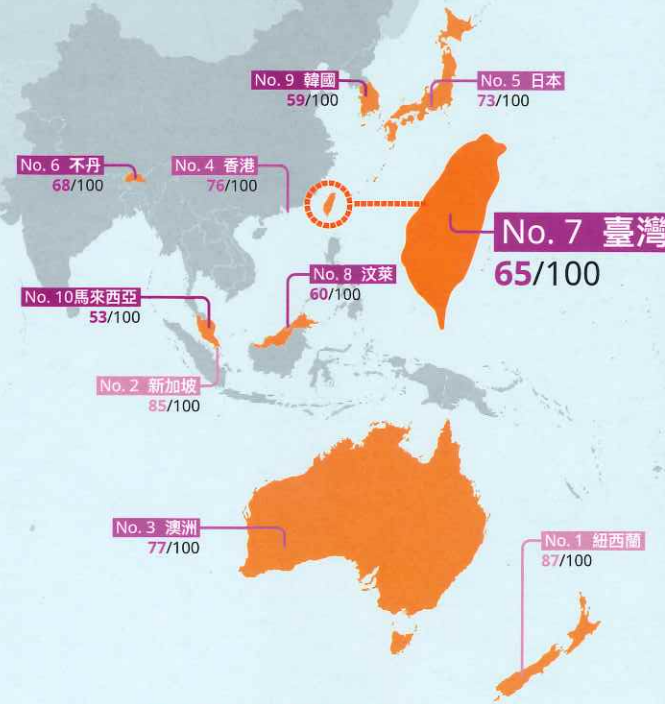 No. 9 韓國
59/100
No. 5 日本
73/100
No. 6 不丹
68/100
No. 4 香港
76/100
No. 7 臺灣
65/100
No. 8 汶萊
60/100
No. 10馬來西亞
53/100
No. 2 新加坡
85/100
No. 3 澳洲
77/100
No. 1 紐西蘭
87/100